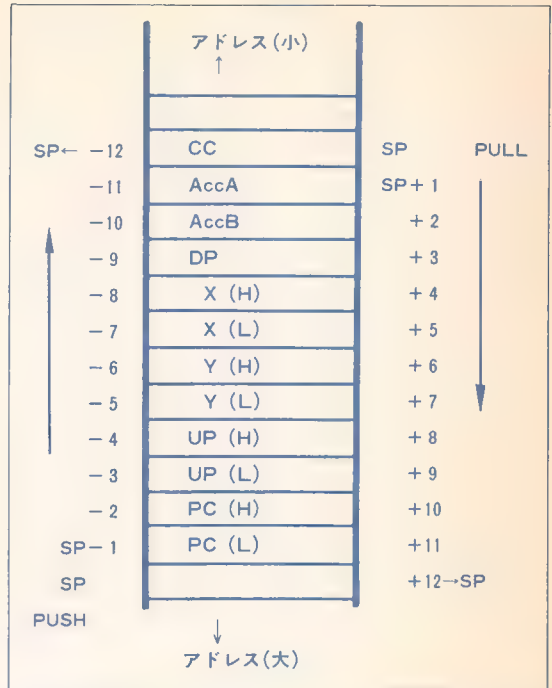 アドレス(小)
↑
SP← -12 CC SP PULL
-11 AccA SP+1
-10 AccB +2
-9 DP +3
-8 X (H) +4
-7 X (L) +5
-6 Y (H) +6
-5 Y (L) +7
-4 UP (H) +8
-3 UP (L) +9
-2 PC (H) +10
SP-1 PC (L) +11
SP +12→SP
PUSH
↓
アドレス(大)